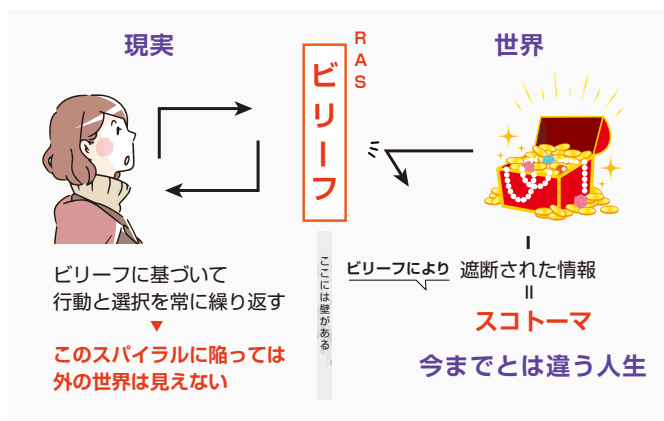 現実
ビリーフ
RAS
世界
ビリーフに基づいて
行動と選択を常に繰り返す
▼
このスパイラルに陥っては
外の世界は見えない
ここには壁がある。
ビリーフにより
遮断された情報
=
スコトーマ
今までとは違う人生